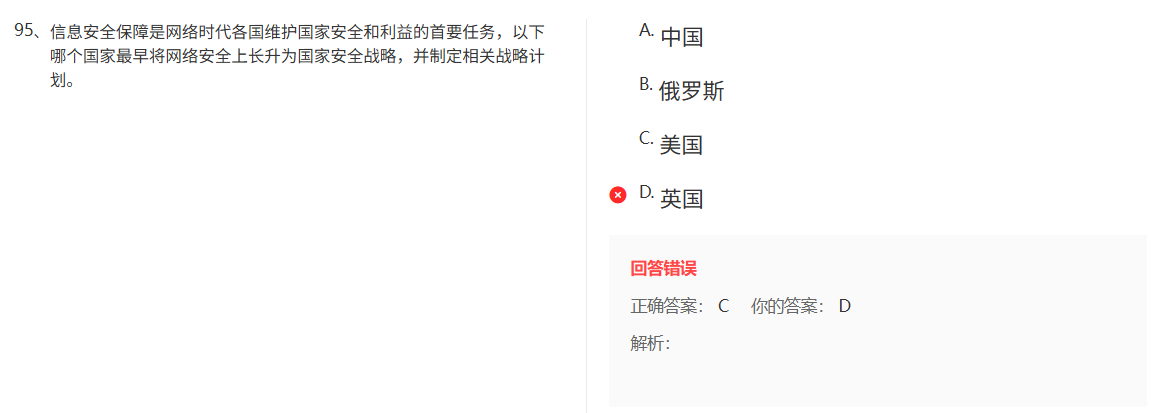 95、信息安全保障是网络时代各国维护国家安全和利益的首要任务，以下
哪个国家最早将网络安全上长升为国家安全战略，并制定相关战略计
划。
A. 中国
B. 俄罗斯
C. 美国
D. 英国
回答错误
正确答案： C 你的答案： D
解析：